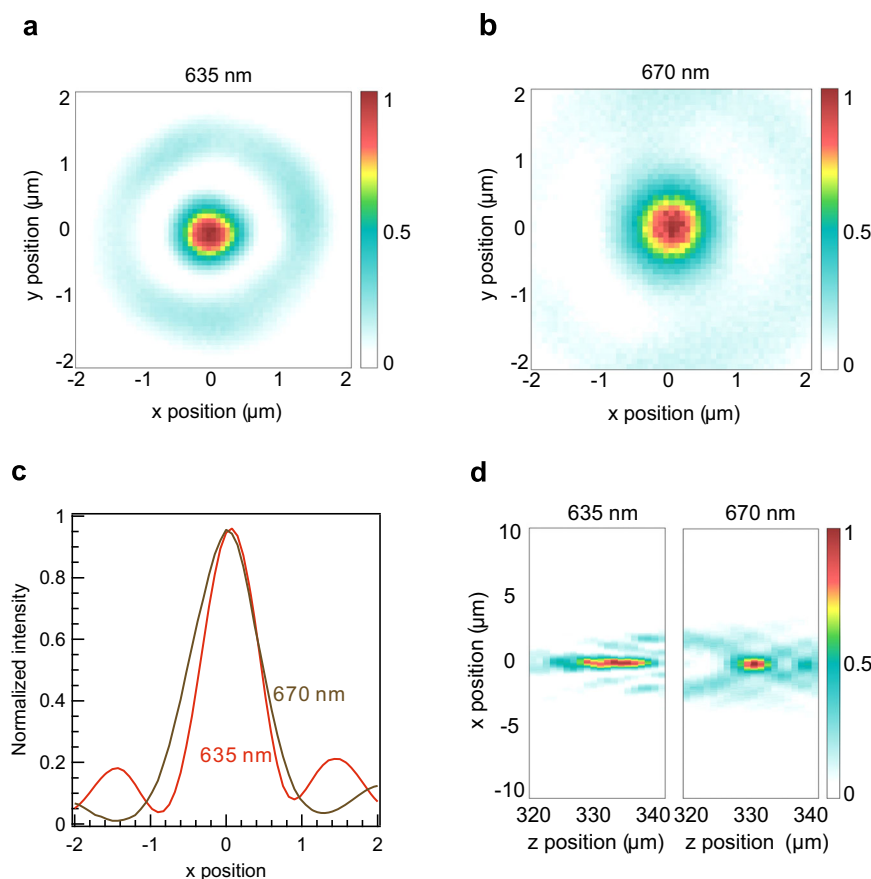 a
635 nm
2
1
0
-1
-2
-2
-1
0
1
2
y position (µm)
x position (µm)
1
0.5
0
b
670 nm
2
1
0
-1
-2
-2
-1
0
1
2
y position (µm)
x position (µm)
1
0.5
0
c
1
0.8
0.6
0.4
0.2
0
-2
-1
0
1
2
Normalized intensity
x position
670 nm
635 nm
d
635 nm
670 nm
10
5
0
-5
-10
x position (µm)
320
330
340
320
330
340
z position (µm)
z position (µm)
1
0.5
0